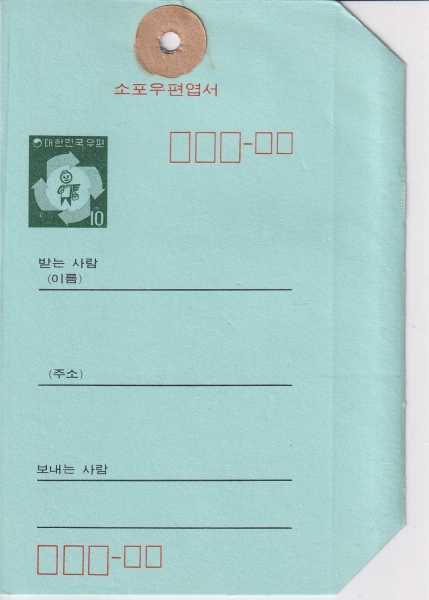 소포우편엽서
대한민국우편
10
받는 사람
(이름)
(주소)
보내는 사람